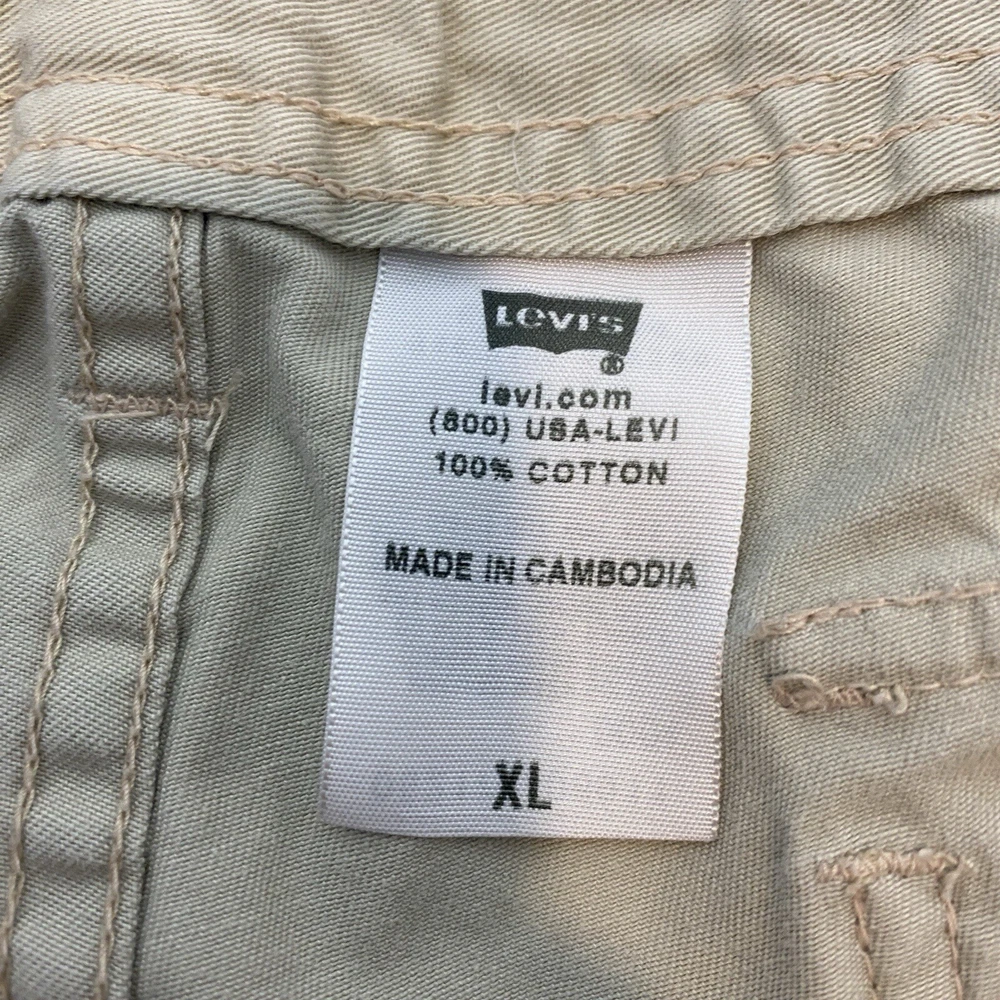 LEVI'S
®
levi.com
(800) USA-LEVI
100% COTTON
MADE IN CAMBODIA
XL